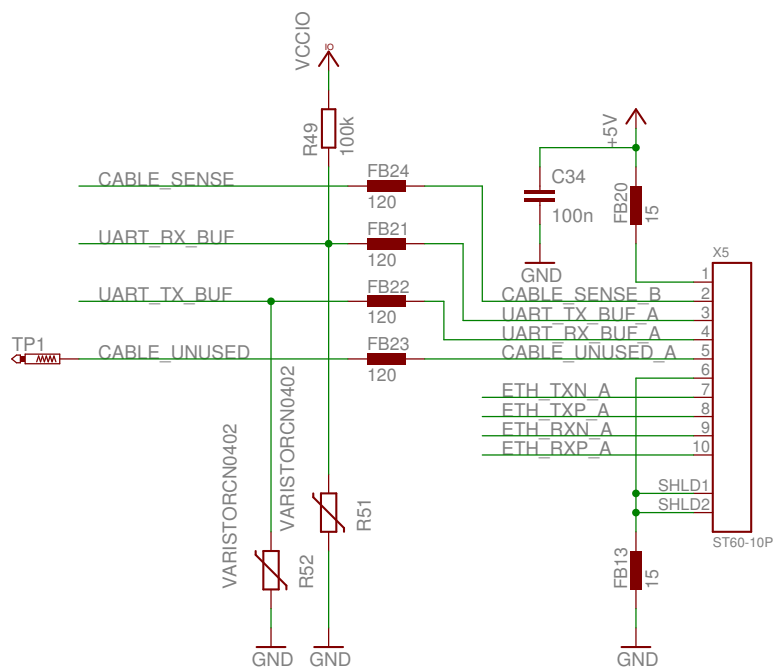 VCCIO
IO
R49
100k
+5V
CABLE_SENSE
FB24
120
C34
100n
FB20
15
UART_RX_BUF
FB21
120
GND
X5
UART_TX_BUF
FB22
120
CABLE_SENSE_B
UART_TX_BUF_A
UART_RX_BUF_A
CABLE_UNUSED_A
1
2
3
4
5
6
7
8
9
10
TP1
CABLE_UNUSED
FB23
120
ETH_TXN_A
ETH_TXP_A
ETH_RXN_A
ETH_RXP_A
VARISTORCN0402
VARISTORCN0402
SHLD1
SHLD2
R51
ST60-10P
R52
FB13
15
GND
GND
GND